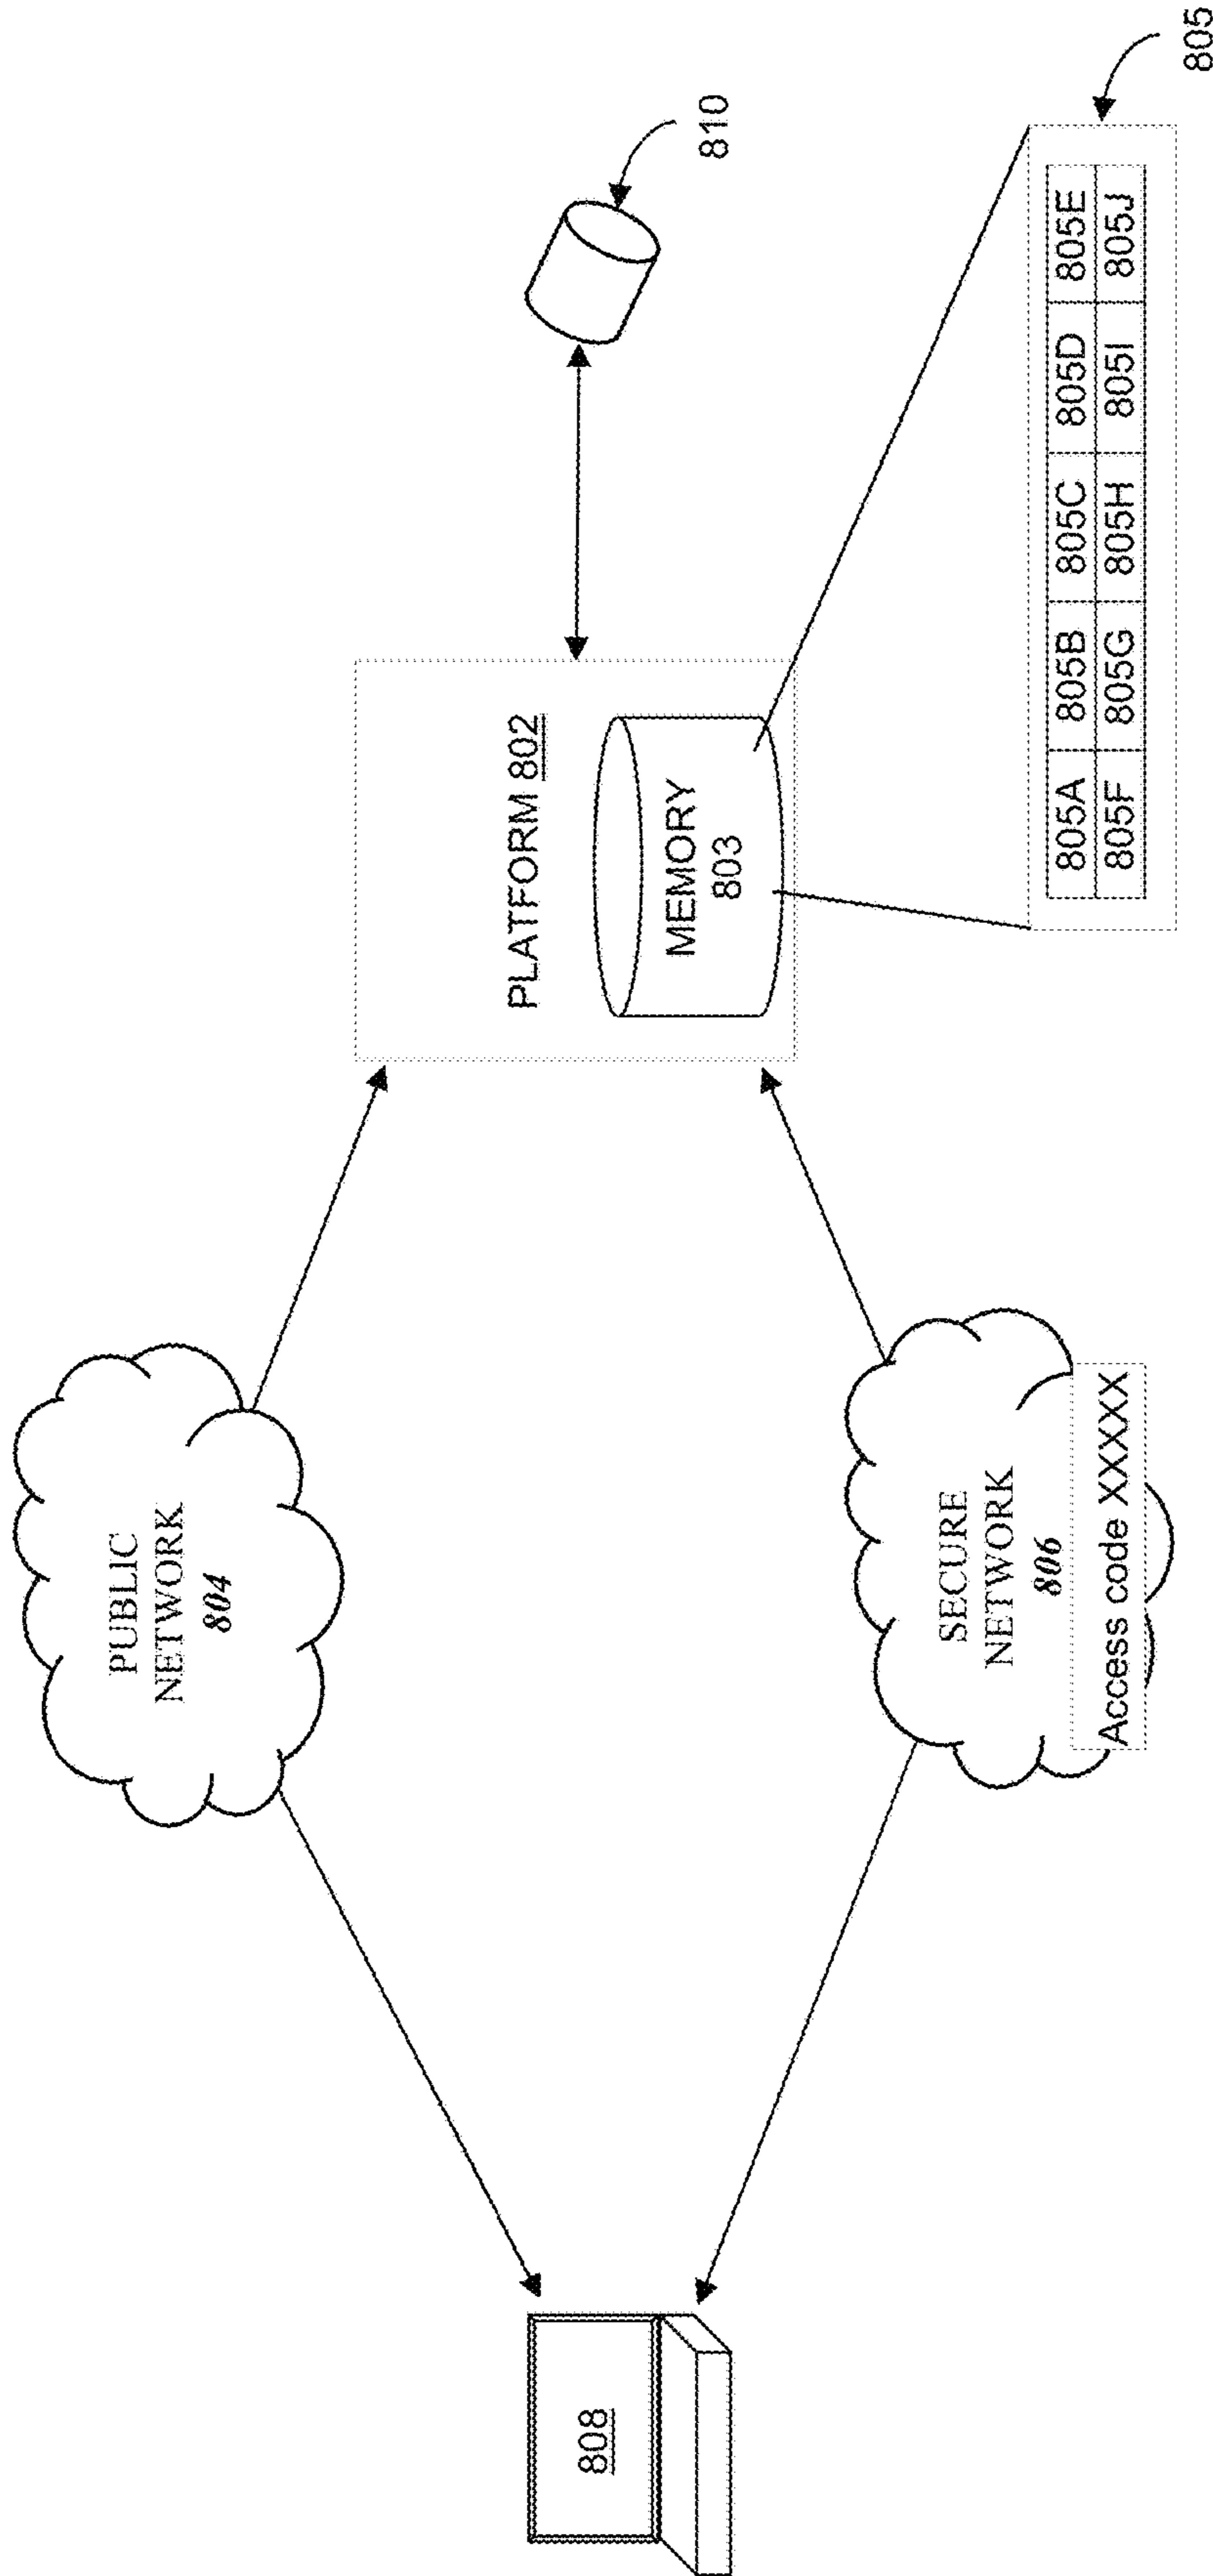 PUBLIC
NETWORK
804
808
PLATFORM 802
MEMORY
803
810
SECURE
NETWORK
806
Access code XXXXX
805A 805B 805C 805D 805E
805F 805G 805H 805I 805J
805